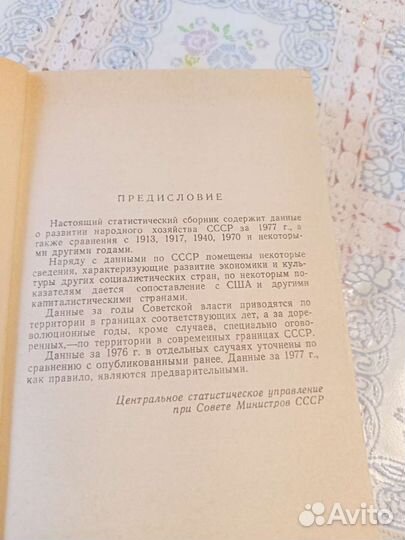 ПРЕДИСЛОВИЕ
Настоящий статистический сборник содержит данные
о развитии народного хозяйства СССР за 1977 г., а
также сравнения с 1913, 1917, 1940, 1970 и некоторы-
ми другими годами.
Наряду с данными по СССР помещены некоторые
сведения, характеризующие развитие экономики и куль-
туры других социалистических стран, по некоторым по-
казателям дается сопоставление с США и другими
капиталистическими странами.
Данные за годы Советской власти приводятся по
территории в границах соответствующих лет, а за до-
революционные годы, кроме случаев, специально огово-
ренных,—по территории в современных границах СССР.
Данные за 1976 г. в отдельных случаях уточнены по
сравнению с опубликованными ранее. Данные за 1977 г.,
как правило, являются предварительными.
Центральное статистическое управление
при Совете Министров СССР
Avito